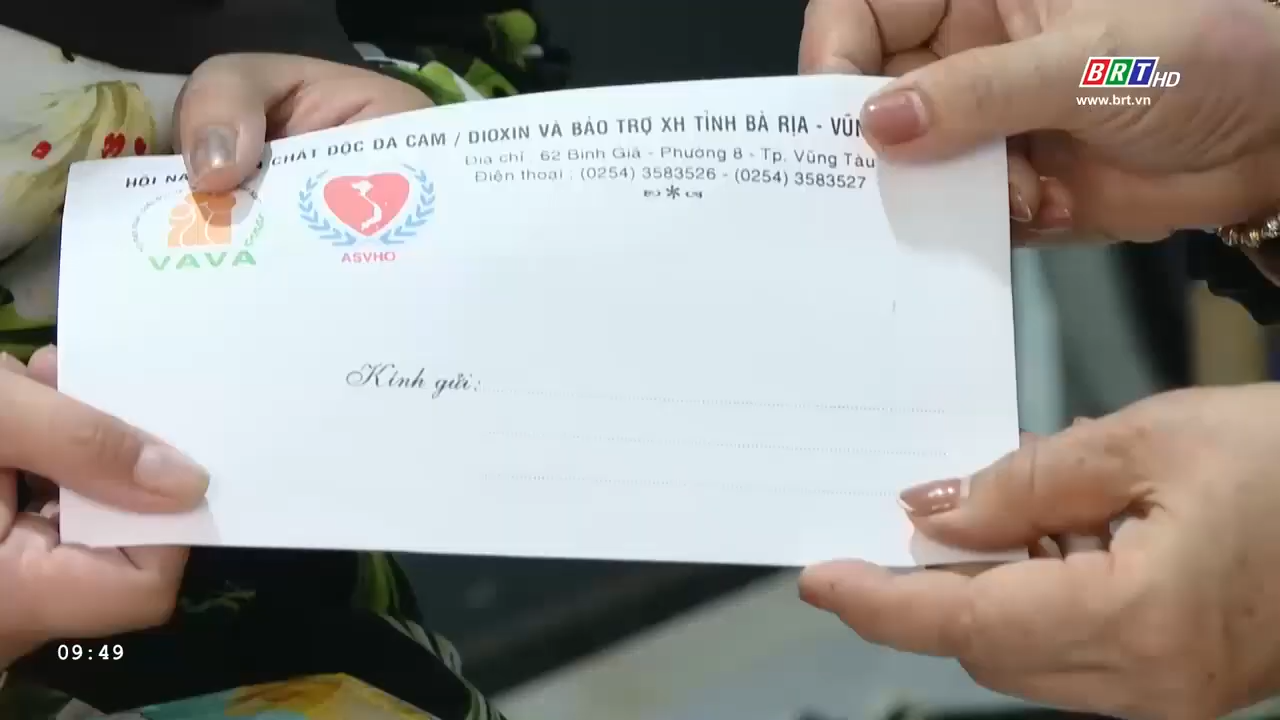 BRT HD
www.brt.vn
HỘI CHẤT ĐỘC DA CAM / DIOXIN VÀ BẢO TRỢ XH TỈNH BÀ RỊA -
Địa chỉ : 62 Bình Giã - Phường 8 - Tp. Vũng Tàu
Điện thoại : (0254) 3583526 - (0254) 3583527
VAVA
ASVHO
Kính gửi:
09:49